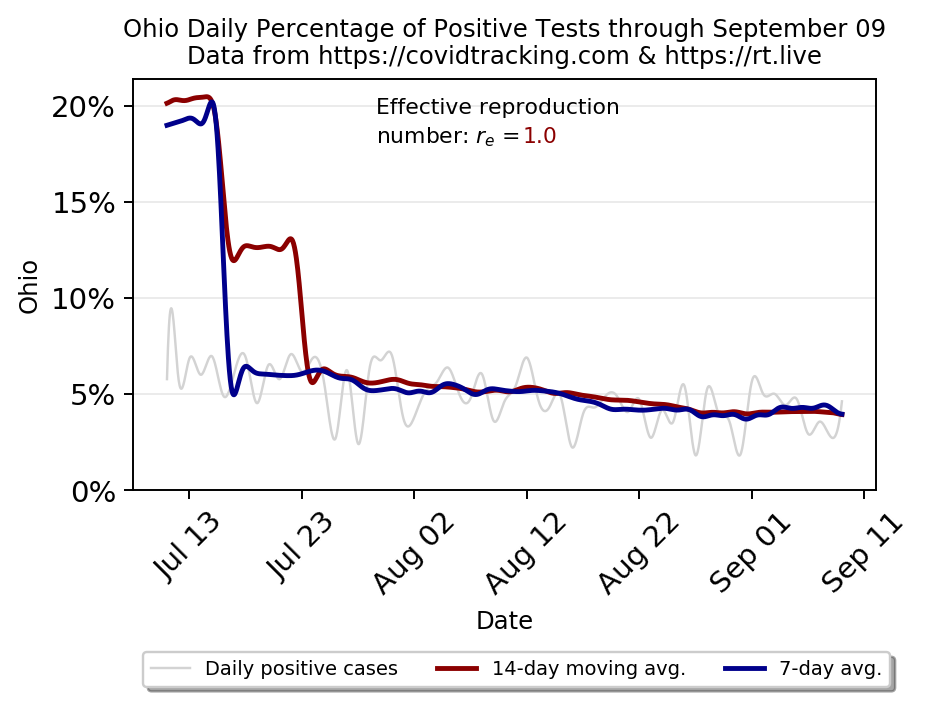 Ohio Daily Percentage of Positive Tests through September 09
Data from https://covidtracking.com & https://rt.live
Effective reproduction
number: rₑ =1.0
20%
15%
10%
5%
0%
Ohio
Jul 13
Jul 23
Aug 02
Aug 12
Aug 22
Sep 01
Sep 11
Date
Daily positive cases
14-day moving avg.
7-day avg.